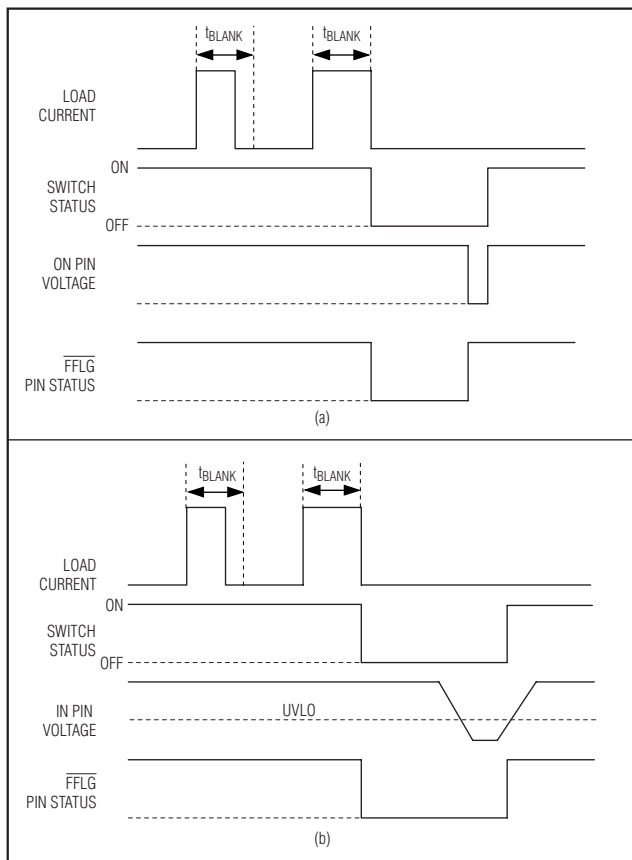 tBLANK tBLANK
LOAD
CURRENT
ON
SWITCH
STATUS
OFF
ON PIN
VOLTAGE
FFLG
PIN STATUS
(a)
tBLANK tBLANK
LOAD
CURRENT
ON
SWITCH
STATUS
OFF
UVLO
IN PIN
VOLTAGE
FFLG
PIN STATUS
(b)